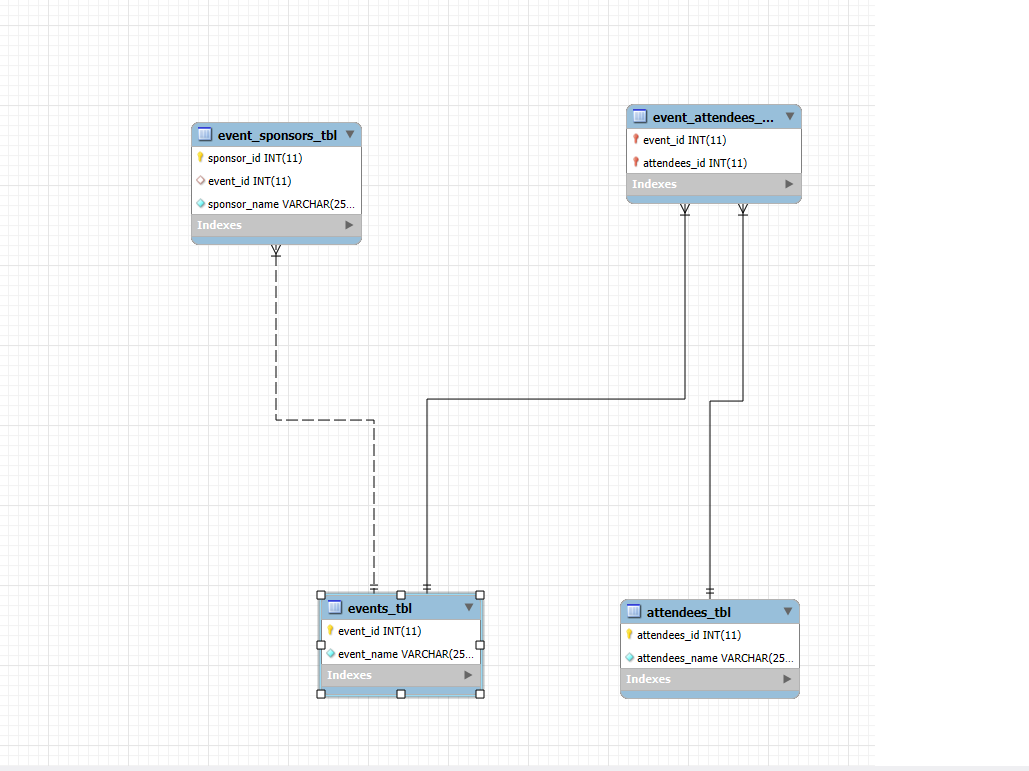 event_sponsors_tbl
sponsor_id INT(11)
event_id INT(11)
sponsor_name VARCHAR(25...
Indexes
event_attendees_...
event_id INT(11)
attendees_id INT(11)
Indexes
events_tbl
event_id INT(11)
event_name VARCHAR(25...
Indexes
attendees_tbl
attendees_id INT(11)
attendees_name VARCHAR(25...
Indexes